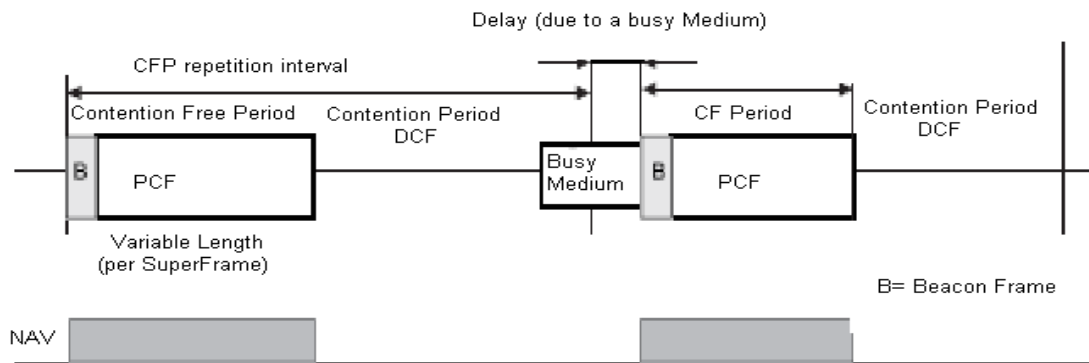 Delay (due to a busy Medium)
CFP repetition interval
Contention Free Period
Contention Period
DCF
CF Period
Contention Period
DCF
B
PCF
Busy
Medium
B
PCF
Variable Length
(per SuperFrame)
B= Beacon Frame
NAV